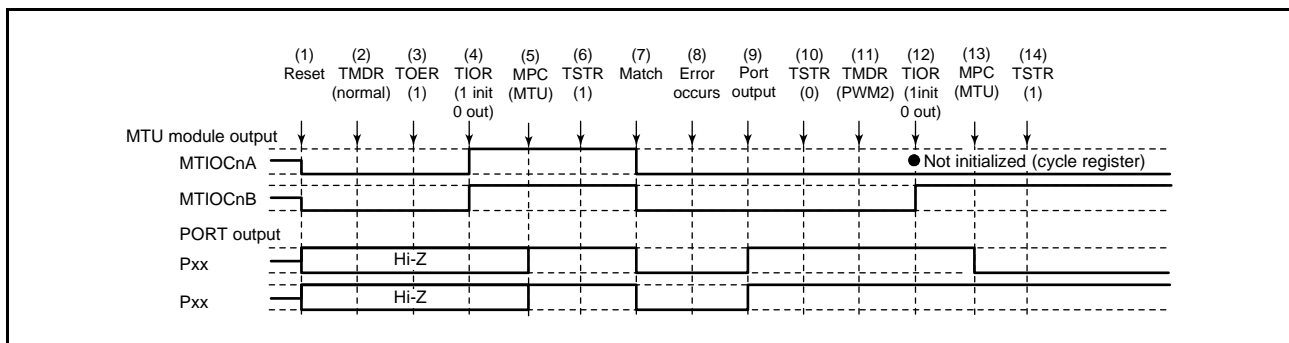 (1) (2) (3) (4) (5) (6) (7) (8) (9) (10) (11) (12) (13) (14)
Reset TMDR TOER TIOR MPC TSTR Match Error Port TSTR TMDR TIOR MPC TSTR
(normal) (1) (1 init (MTU) (1) occurs output (0) (PWM2) (1init (MTU) (1)
0 out) 0 out)
MTU module output
MTIOCnA Not initialized (cycle register)
MTIOCnB
PORT output
Pxx Hi-Z
Pxx Hi-Z